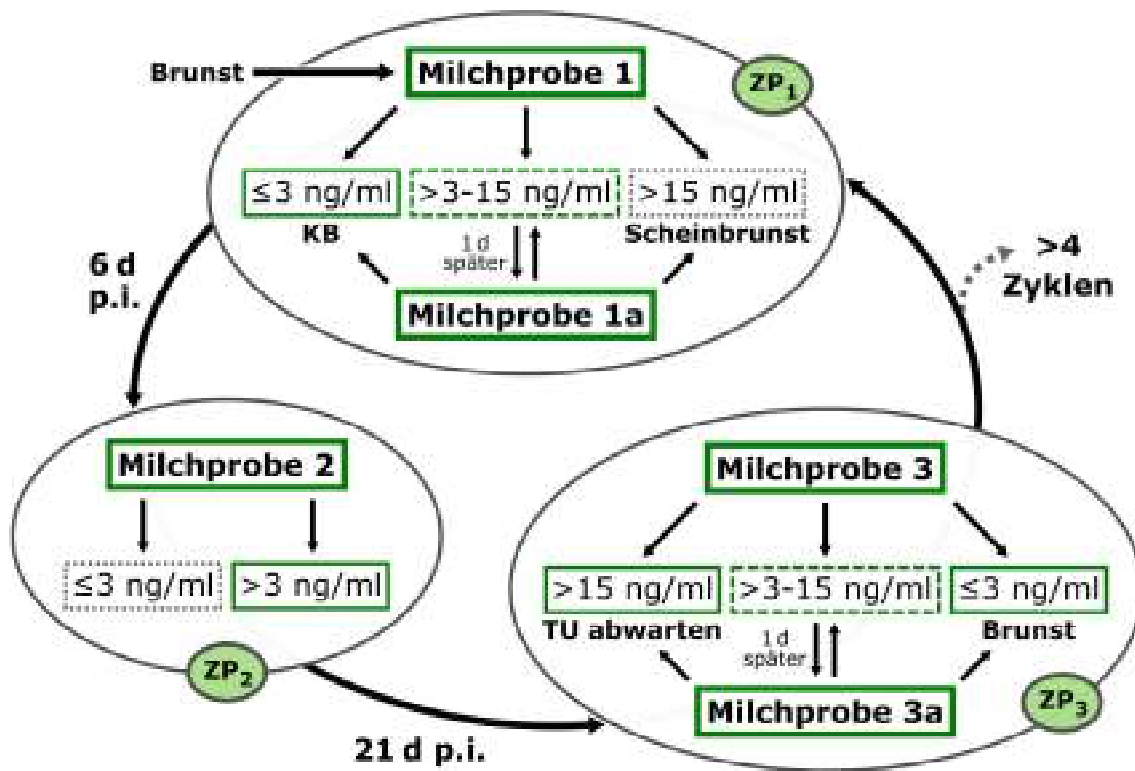 Brunst
Milchprobe 1
ZP₁
≤3 ng/ml
>3-15 ng/ml
>15 ng/ml
KB
1 d
später
Scheinbrunst
Milchprobe 1a
6 d
p.i.
>4
Zyklen
Milchprobe 2
≤3 ng/ml
>3 ng/ml
ZP₂
21 d p.i.
Milchprobe 3
>15 ng/ml
>3-15 ng/ml
≤3 ng/ml
TU abwarten
1 d
später
Brunst
Milchprobe 3a
ZP₃